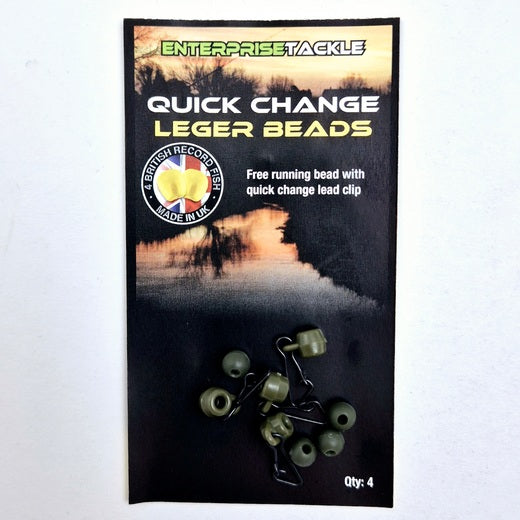 ENTERPRISETACKLE
QUICK CHANGE
LEGER BEADS
4 BRITISH RECORD FISH
MADE IN UK
Free running bead with
quick change lead clip
Qty: 4